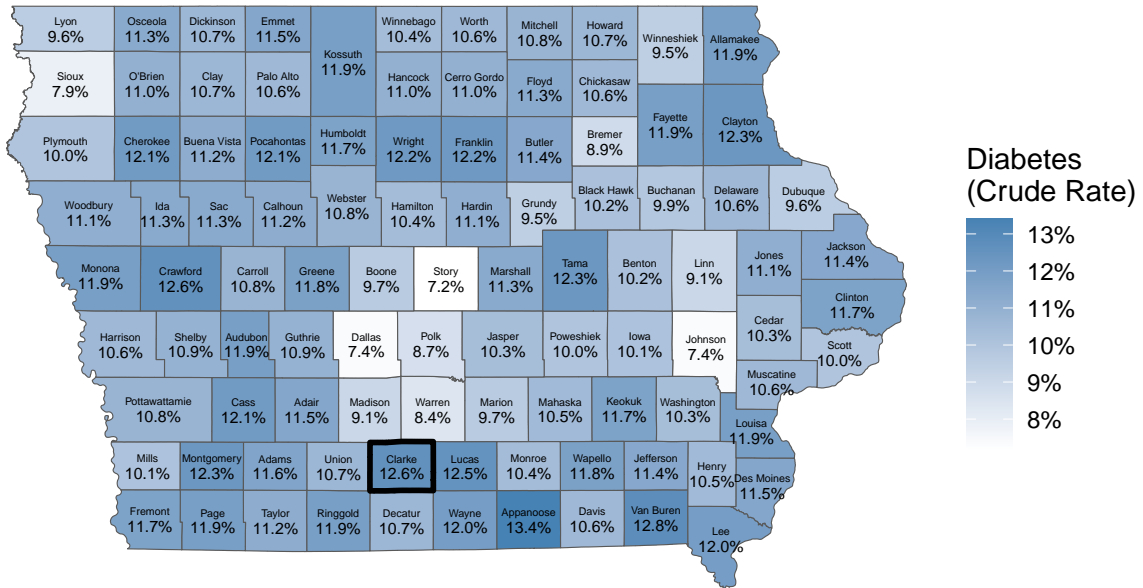 Lyon
9.6%
Osceola
11.3%
Dickinson
10.7%
Emmet
11.5%
Kossuth
11.9%
Winnebago
10.4%
Worth
10.6%
Mitchell
10.8%
Howard
10.7%
Winneshiek
9.5%
Allamakee
11.9%
Sioux
7.9%
O'Brien
11.0%
Clay
10.7%
Palo Alto
10.6%
Hancock
11.0%
Cerro Gordo
11.0%
Floyd
11.3%
Chickasaw
10.6%
Plymouth
10.0%
Cherokee
12.1%
Buena Vista
11.2%
Pocahontas
12.1%
Humboldt
11.7%
Wright
12.2%
Franklin
12.2%
Butler
11.4%
Bremer
8.9%
Fayette
11.9%
Clayton
12.3%
Woodbury
11.1%
Ida
11.3%
Sac
11.3%
Calhoun
11.2%
Webster
10.8%
Hamilton
10.4%
Hardin
11.1%
Grundy
9.5%
Black Hawk
10.2%
Buchanan
9.9%
Delaware
10.6%
Dubuque
9.6%
Monona
11.9%
Crawford
12.6%
Carroll
10.8%
Greene
11.8%
Boone
9.7%
Story
7.2%
Marshall
11.3%
Tama
12.3%
Benton
10.2%
Linn
9.1%
Jones
11.1%
Jackson
11.4%
Clinton
11.7%
Harrison
10.6%
Shelby
10.9%
Audubon
11.9%
Guthrie
10.9%
Dallas
7.4%
Polk
8.7%
Jasper
10.3%
Poweshiek
10.0%
Iowa
10.1%
Johnson
7.4%
Cedar
10.3%
Scott
10.0%
Muscatine
10.6%
Pottawattamie
10.8%
Cass
12.1%
Adair
11.5%
Madison
9.1%
Warren
8.4%
Marion
9.7%
Mahaska
10.5%
Keokuk
11.7%
Washington
10.3%
Louisa
11.9%
Mills
10.1%
Montgomery
12.3%
Adams
11.6%
Union
10.7%
Clarke
12.6%
Lucas
12.5%
Monroe
10.4%
Wapello
11.8%
Jefferson
11.4%
Henry
10.5%
Des Moines
11.5%
Fremont
11.7%
Page
11.9%
Taylor
11.2%
Ringgold
11.9%
Decatur
10.7%
Wayne
12.0%
Appanoose
13.4%
Davis
10.6%
Van Buren
12.8%
Lee
12.0%
Diabetes
(Crude Rate)
13%
12%
11%
10%
9%
8%